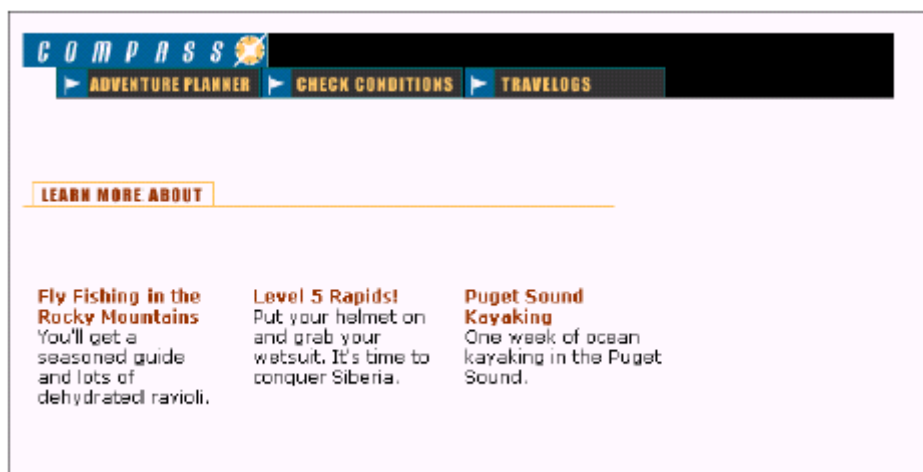 COMPASS
ADVENTURE PLANNER CHECK CONDITIONS TRAVELOGS
LEARN MORE ABOUT
Fly Fishing in the
Rocky Mountains
You'll get a
seasoned guide
and lots of
dehydrated ravioli.
Level 5 Rapids!
Put your helmet on
and grab your
wetsuit. It's time to
conquer Siberia.
Puget Sound
Kayaking
One week of ocean
kayaking in the Puget
Sound.